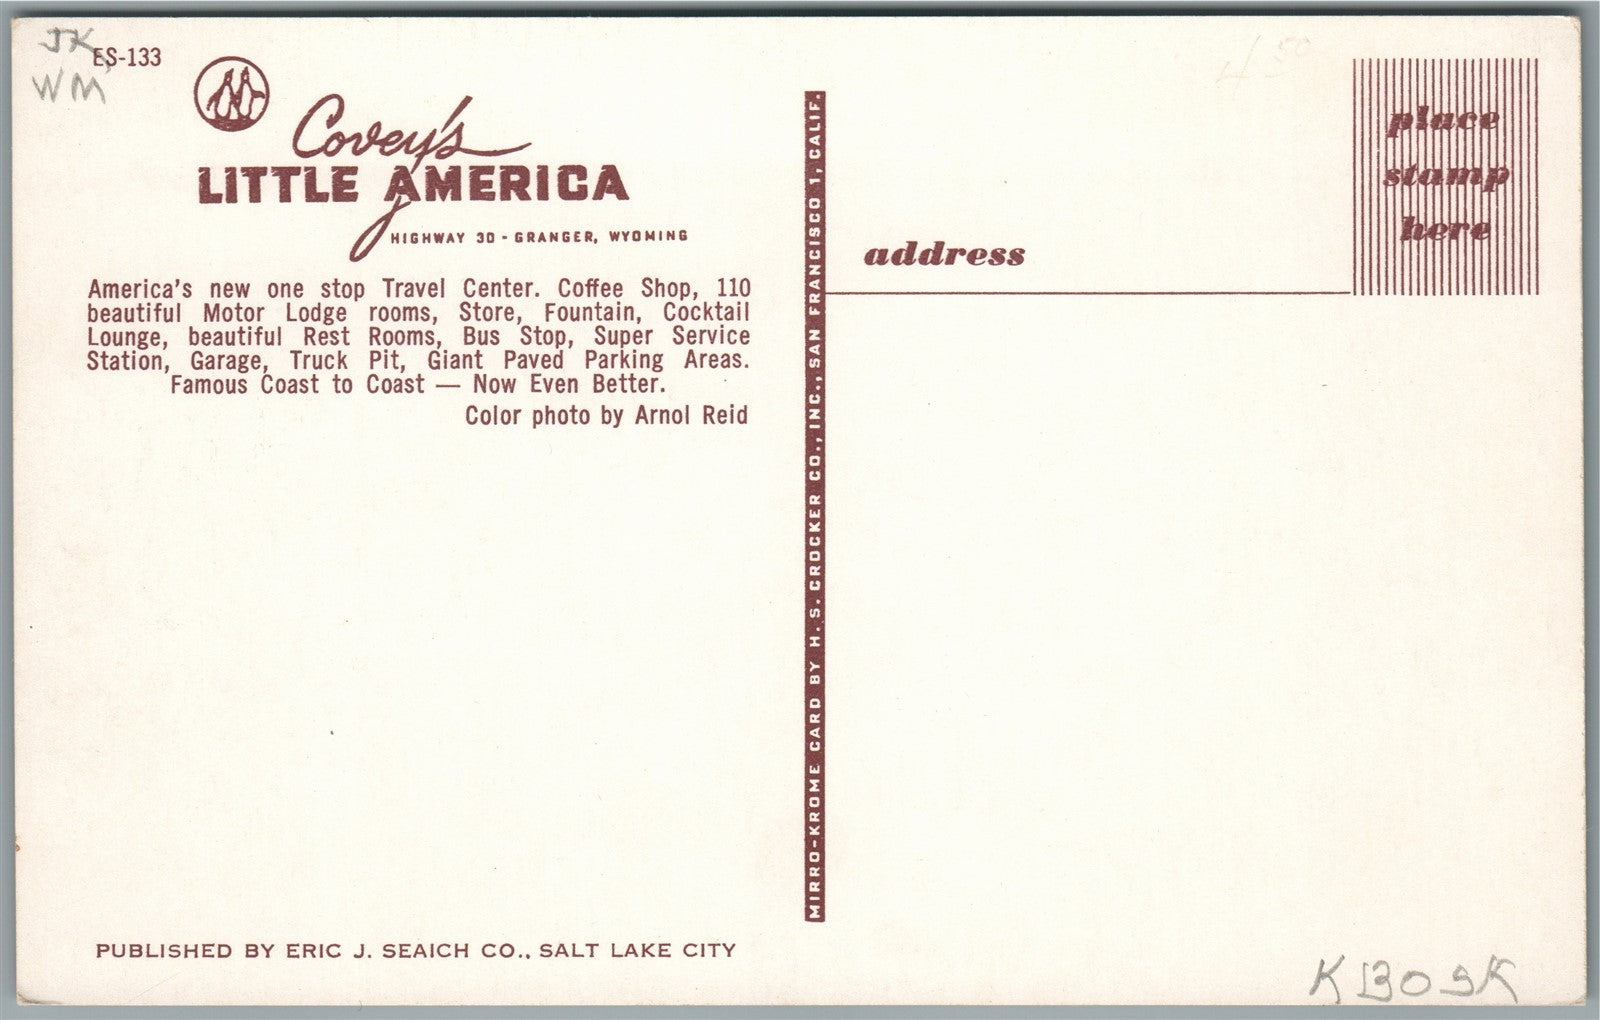 JK
WM
ES-133
Covey's
LITTLE AMERICA
HIGHWAY 30 - GRANGER, WYOMING
America's new one stop Travel Center. Coffee Shop, 110
beautiful Motor Lodge rooms, Store, Fountain, Cocktail
Lounge, beautiful Rest Rooms, Bus Stop, Super Service
Station, Garage, Truck Pit, Giant Paved Parking Areas.
Famous Coast to Coast — Now Even Better.
Color photo by Arnol Reid
PUBLISHED BY ERIC J. SEAICH CO., SALT LAKE CITY
MIRRO-KROME CARD BY H. S. CROCKER CO., INC., SAN FRANCISCO 1, CALIF.
4 50
place
stamp
here
address